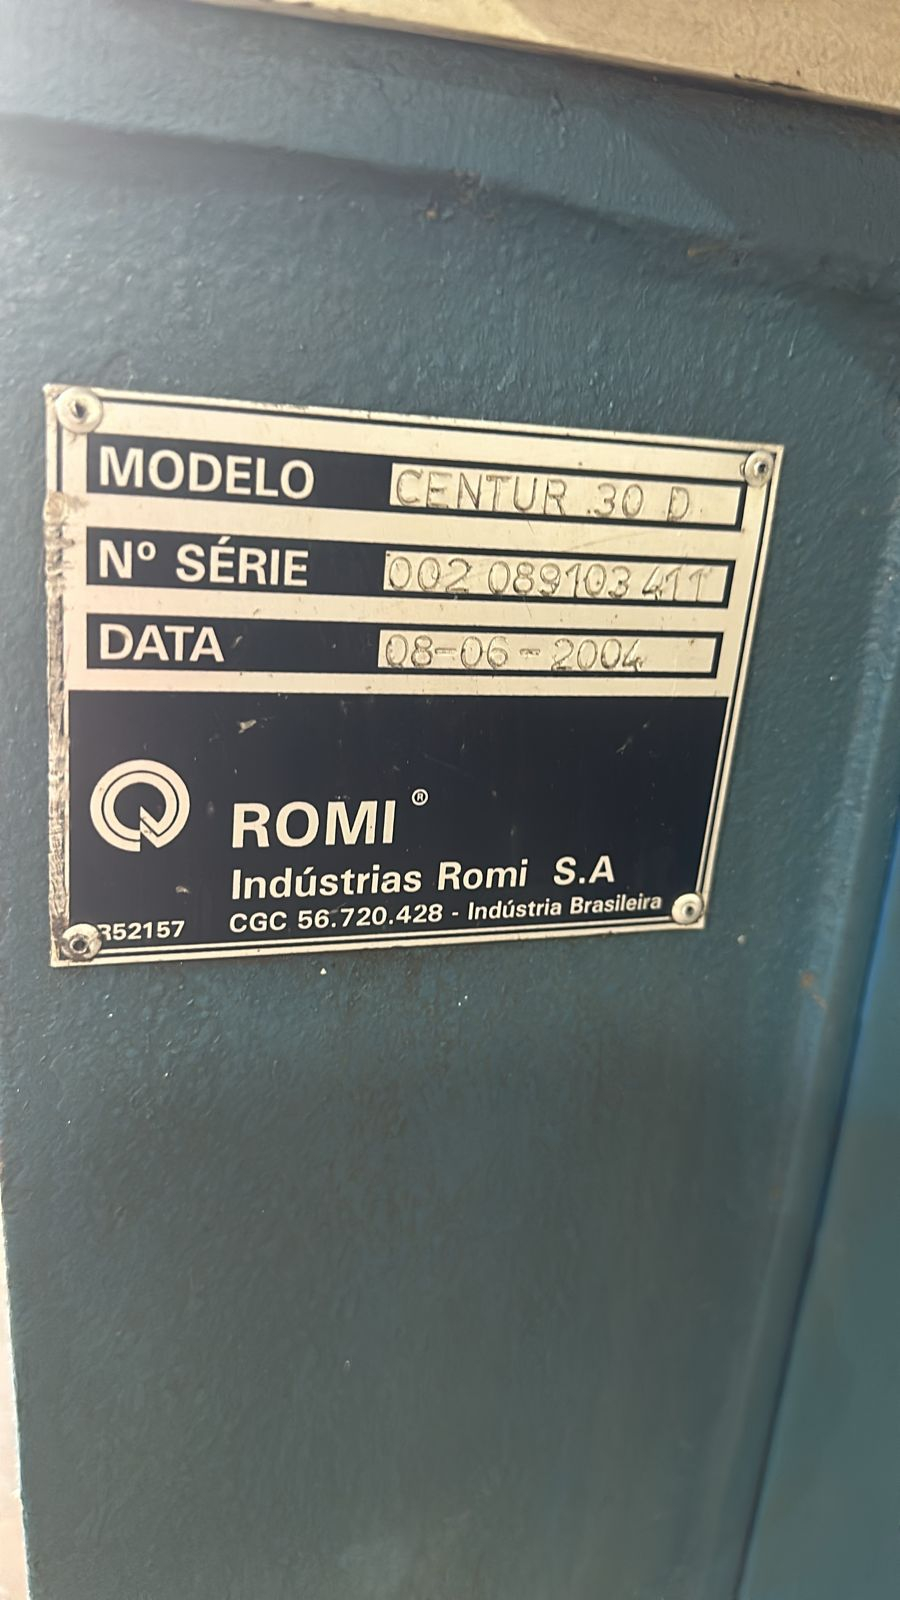 MODELO CENTUR 30 D
Nº SÉRIE 002 089103 411
DATA 08-06-2004
ROMI ®
Indústrias Romi S.A
CGC 56.720.428 - Indústria Brasileira
R52157